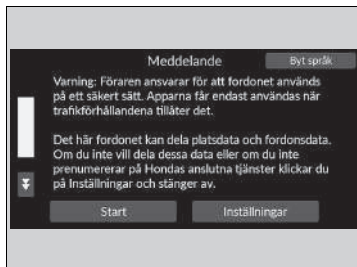 Meddelande
Byt språk
Varning: Föraren ansvarar för att fordonet används
på ett säkert sätt. Apparna får endast användas när
trafikförhållandena tillåter det.
Det här fordonet kan dela platsdata och fordonsdata.
Om du inte vill dela dessa data eller om du inte
prenumererar på Hondas anslutna tjänster klickar du
på Inställningar och stänger av.
Start
Inställningar